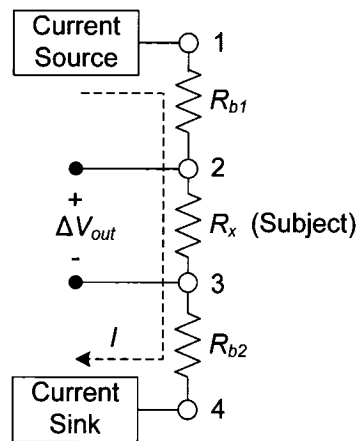 Current
Source
1
R_b1
2
+
ΔV_out
R_x (Subject)
-
3
I
R_b2
Current
Sink
4